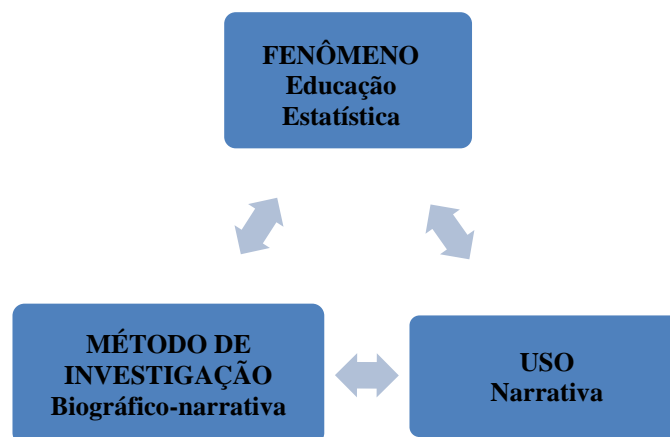 FENÔMENO
Educação
Estatística
MÉTODO DE
INVESTIGAÇÃO
Biográfico-narrativa
USO
Narrativa